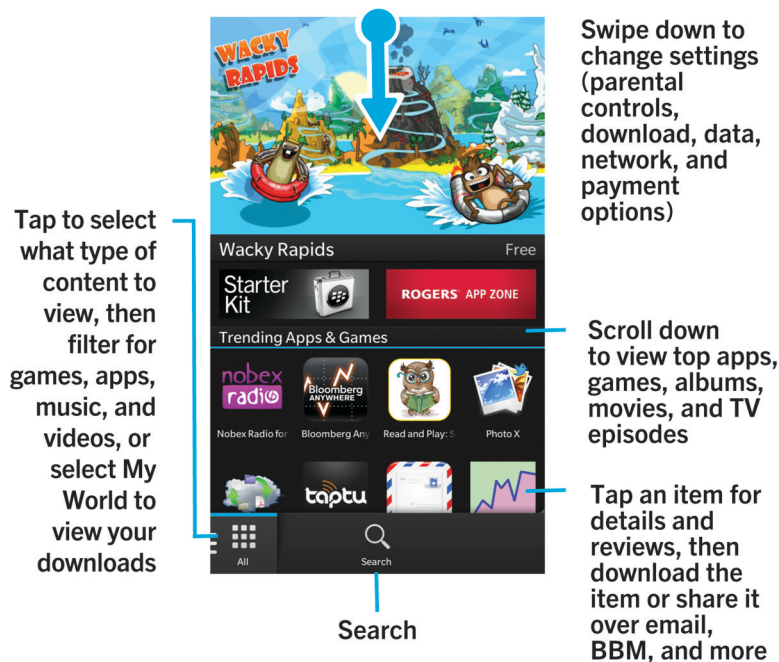 WACKY
RAPIDS
Swipe down to
change settings
(parental
controls,
download, data,
network, and
payment
options)
Tap to select
what type of
content to
view, then
filter for
games, apps,
music, and
videos, or
select My
World to
view your
downloads
Wacky Rapids Free
Starter
Kit
ROGERS APP ZONE
Trending Apps & Games
Scroll down
to view top apps,
games, albums,
movies, and TV
episodes
nobex
radio
Bloomberg
ANYWHERE
Nobex Radio for Bloomberg Any Read and Play: S Photo X
taptu
Tap an item for
details and
reviews, then
download the
item or share it
over email,
BBM, and more
All
Search
Search